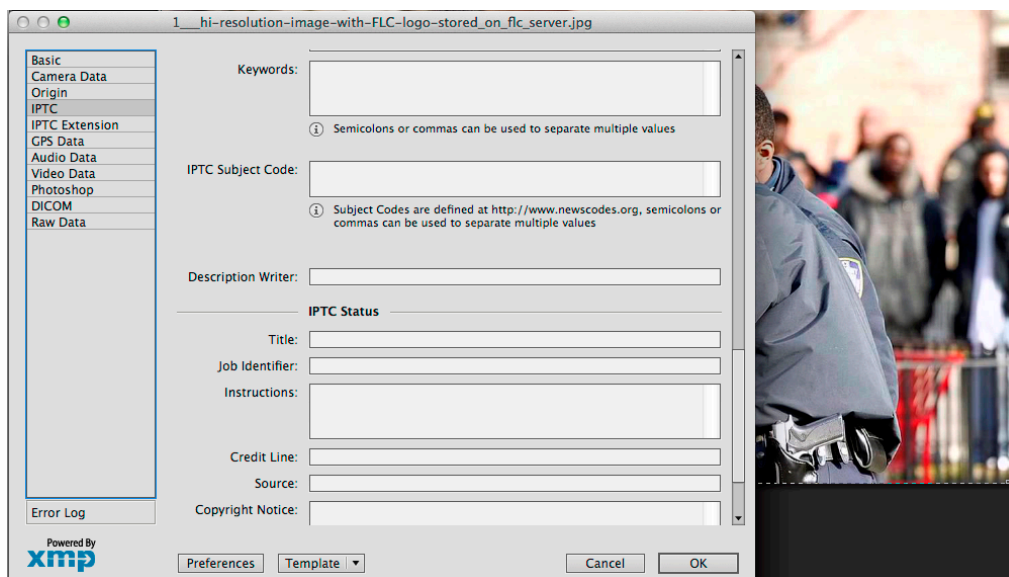 1___hi-resolution-image-with-FLC-logo-stored_on_flc_server.jpg
Basic
Camera Data
Origin
IPTC
IPTC Extension
GPS Data
Audio Data
Video Data
Photoshop
DICOM
Raw Data
Error Log
Powered By
xmp
Keywords:
Semicolons or commas can be used to separate multiple values
IPTC Subject Code:
Subject Codes are defined at http://www.newscodes.org, semicolons or
commas can be used to separate multiple values
Description Writer:
IPTC Status
Title:
Job Identifier:
Instructions:
Credit Line:
Source:
Copyright Notice:
Preferences
Template
Cancel
OK